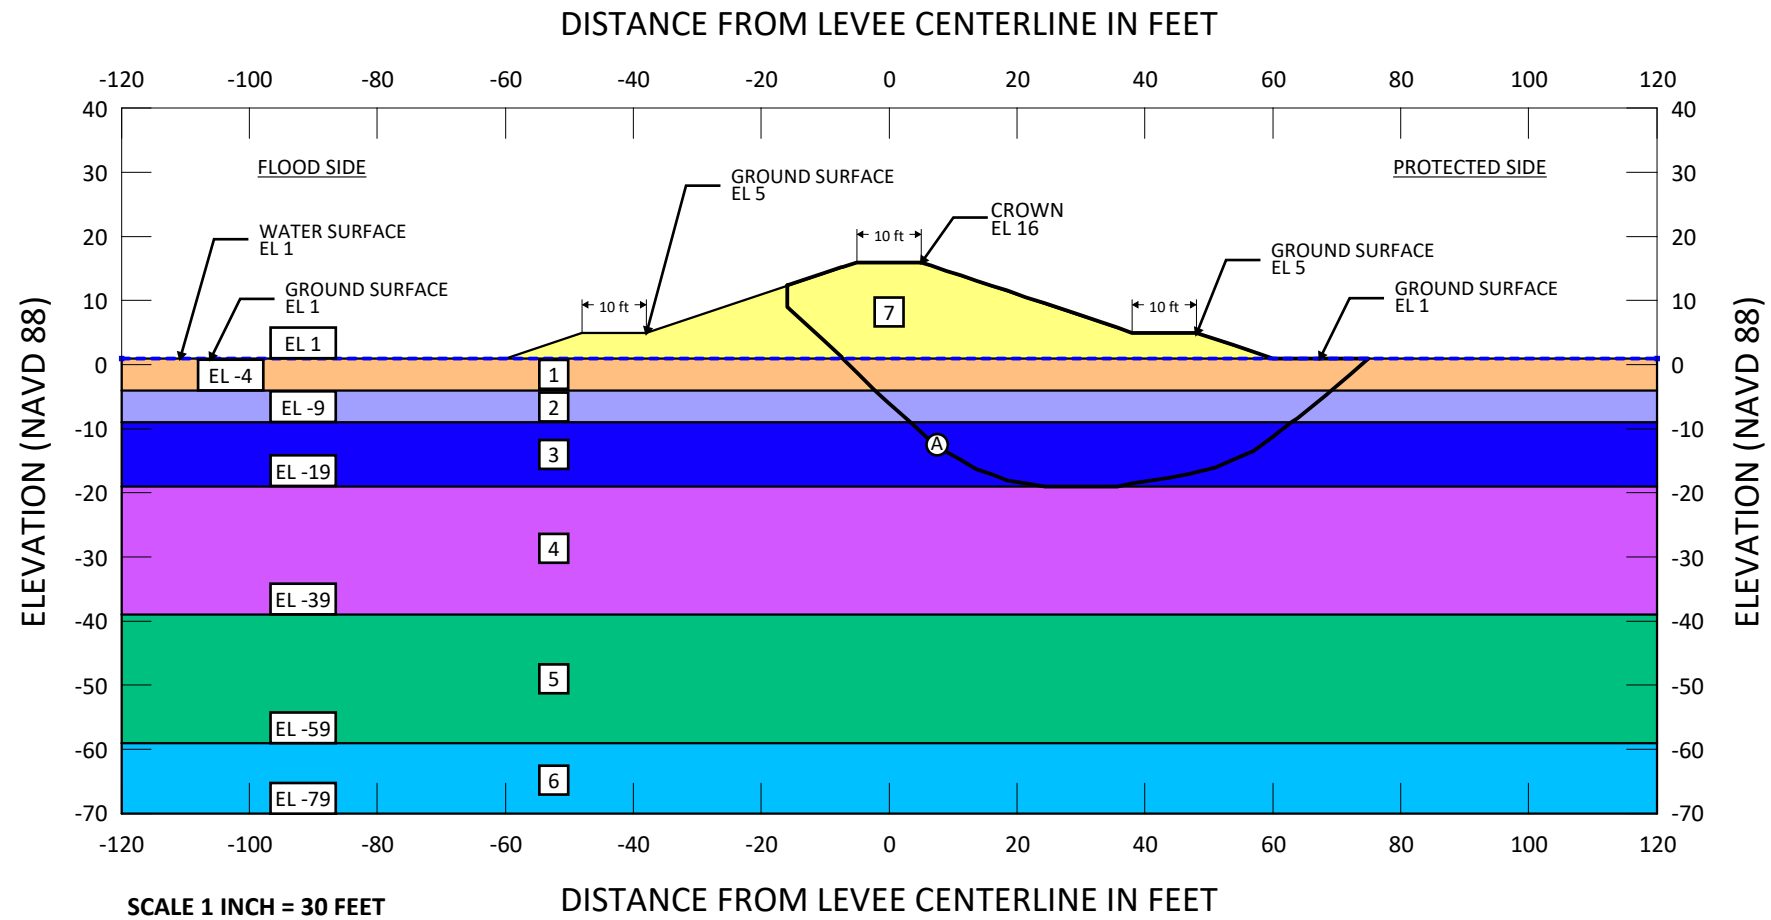 DISTANCE FROM LEVEE CENTERLINE IN FEET
-120 -100 -80 -60 -40 -20 0 20 40 60 80 100 120
40 40
FLOOD SIDE PROTECTED SIDE
30 30
GROUND SURFACE
EL 5
CROWN
EL 16
WATER SURFACE
EL 1
20 10 ft 20
GROUND SURFACE
EL 5
GROUND SURFACE
EL 1
GROUND SURFACE
EL 1
10 10 ft 7 10 ft 10
EL 1
0 EL -4 1 0
EL -9 2
-10 -10
A
3
EL -19
-20 -20
4
-30 -30
EL -39
-40 -40
5
-50 -50
EL -59
-60 -60
6
EL -79
-70 -70
-120 -100 -80 -60 -40 -20 0 20 40 60 80 100 120
ELEVATION (NAVD 88)
ELEVATION (NAVD 88)
SCALE 1 INCH = 30 FEET
DISTANCE FROM LEVEE CENTERLINE IN FEET